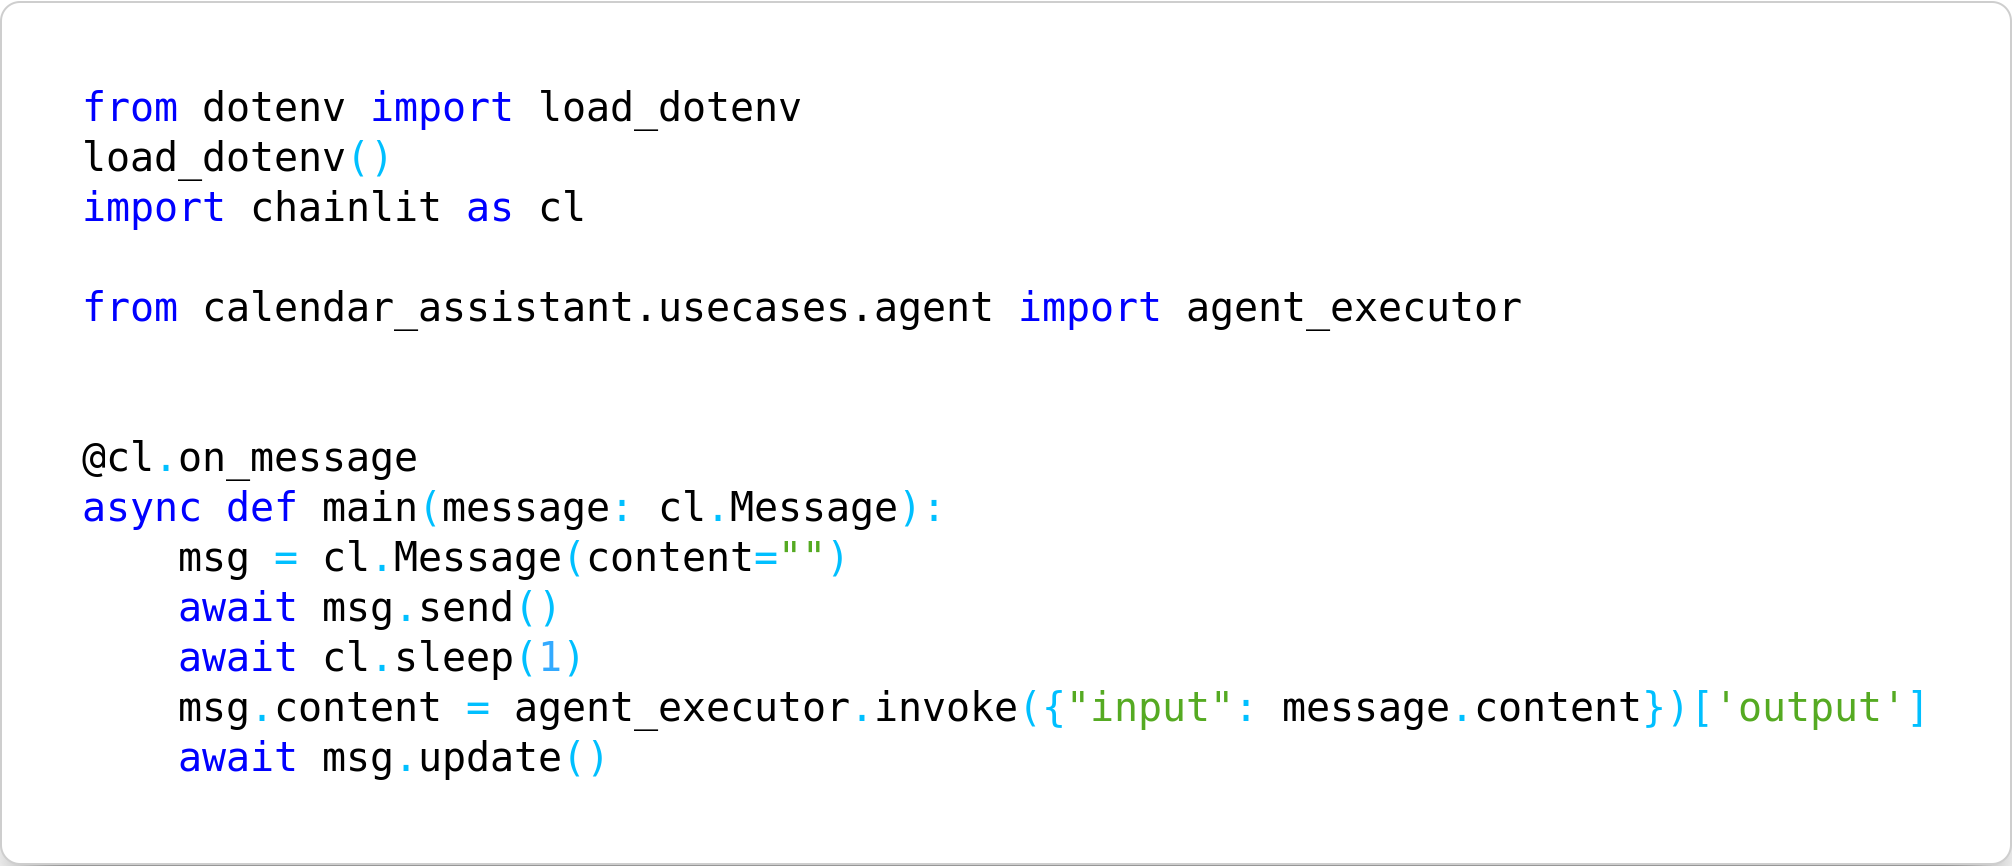 from dotenv import load_dotenv
load_dotenv()
import chainlit as cl

from calendar_assistant.usecases.agent import agent_executor


@cl.on_message
async def main(message: cl.Message):
    msg = cl.Message(content="")
    await msg.send()
    await cl.sleep(1)
    msg.content = agent_executor.invoke({"input": message.content})['output']
    await msg.update()